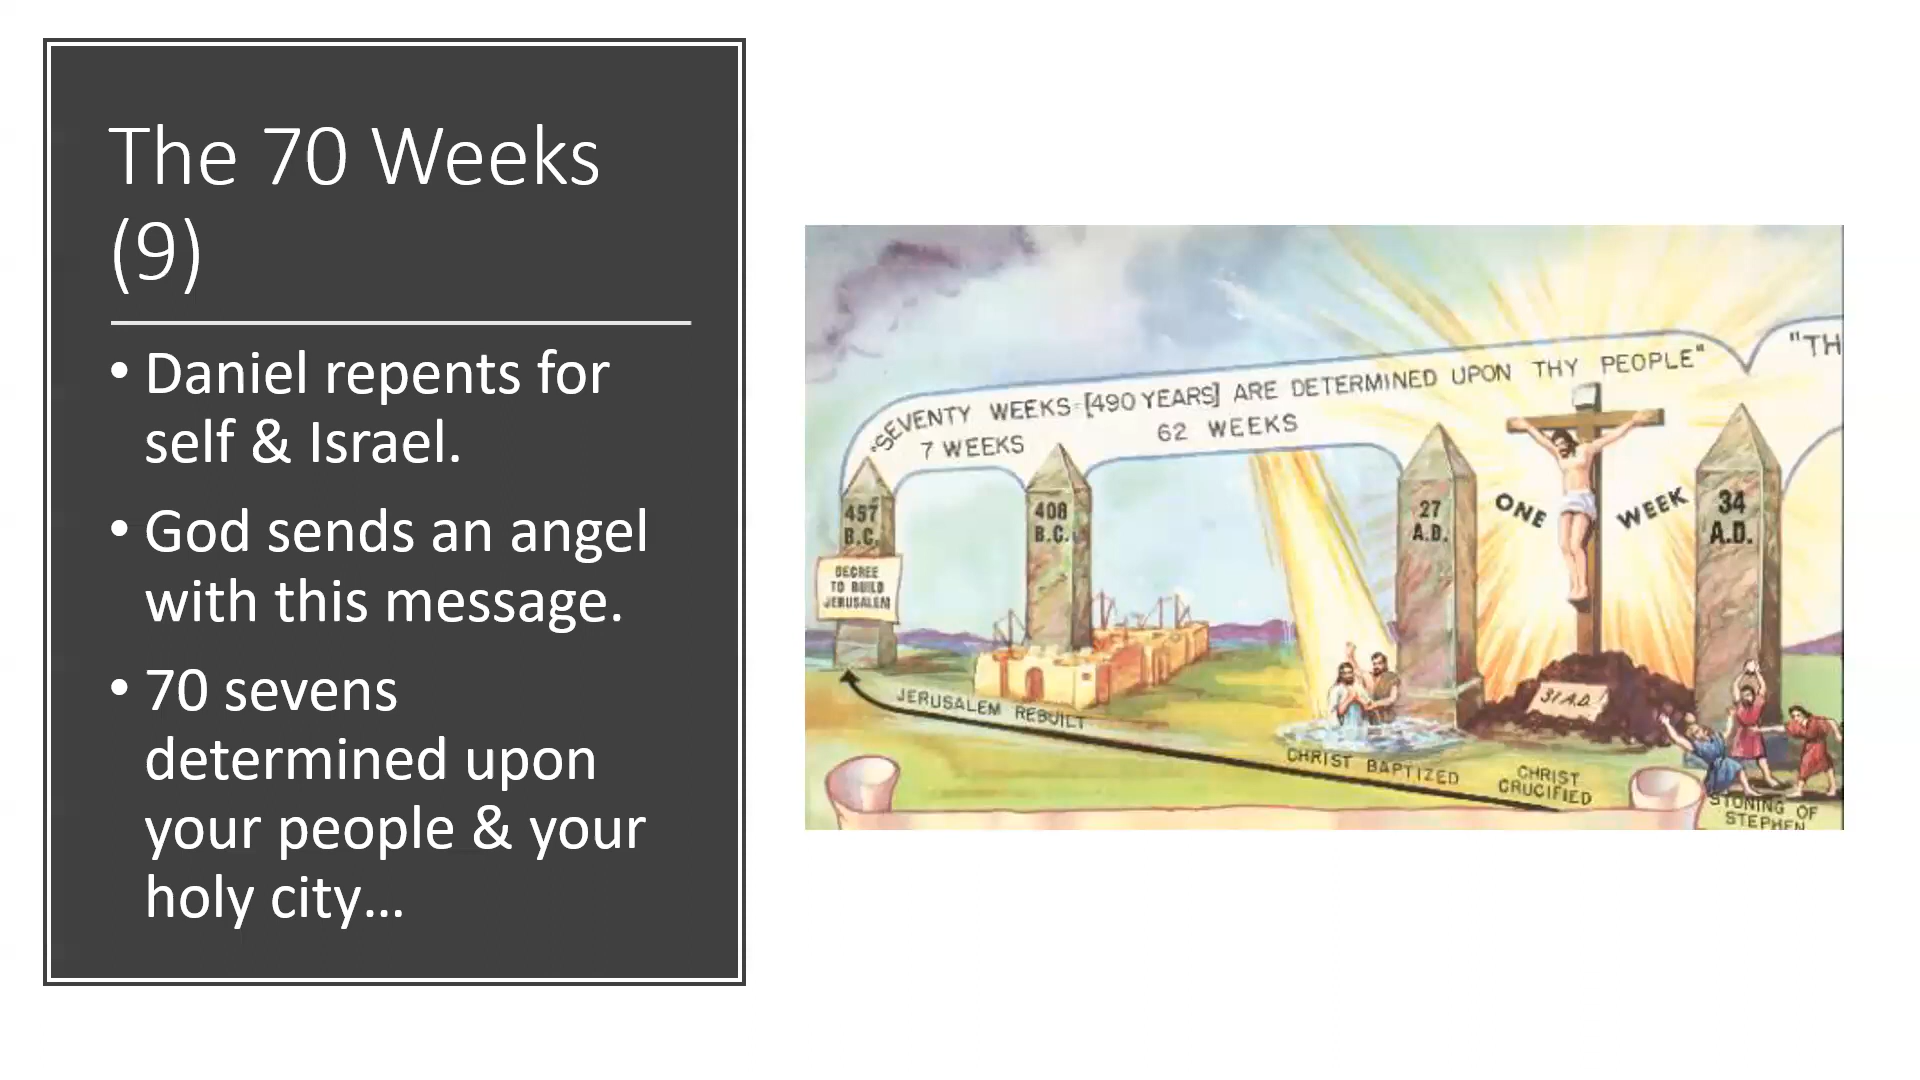 The 70 Weeks
(9)
• Daniel repents for
self & Israel.
• God sends an angel
with this message.
• 70 sevens
determined upon
your people & your
holy city…
"SEVENTY WEEKS=[490 YEARS] ARE DETERMINED UPON THY PEOPLE"
"TH
7 WEEKS
62 WEEKS
457
B.C.
408
B.C.
27
A.D.
ONE WEEK
34
A.D.
DECREE
TO BUILD
JERUSALEM
31 A.D.
JERUSALEM REBUILT
CHRIST BAPTIZED
CHRIST
CRUCIFIED
STONING OF
STEPHEN